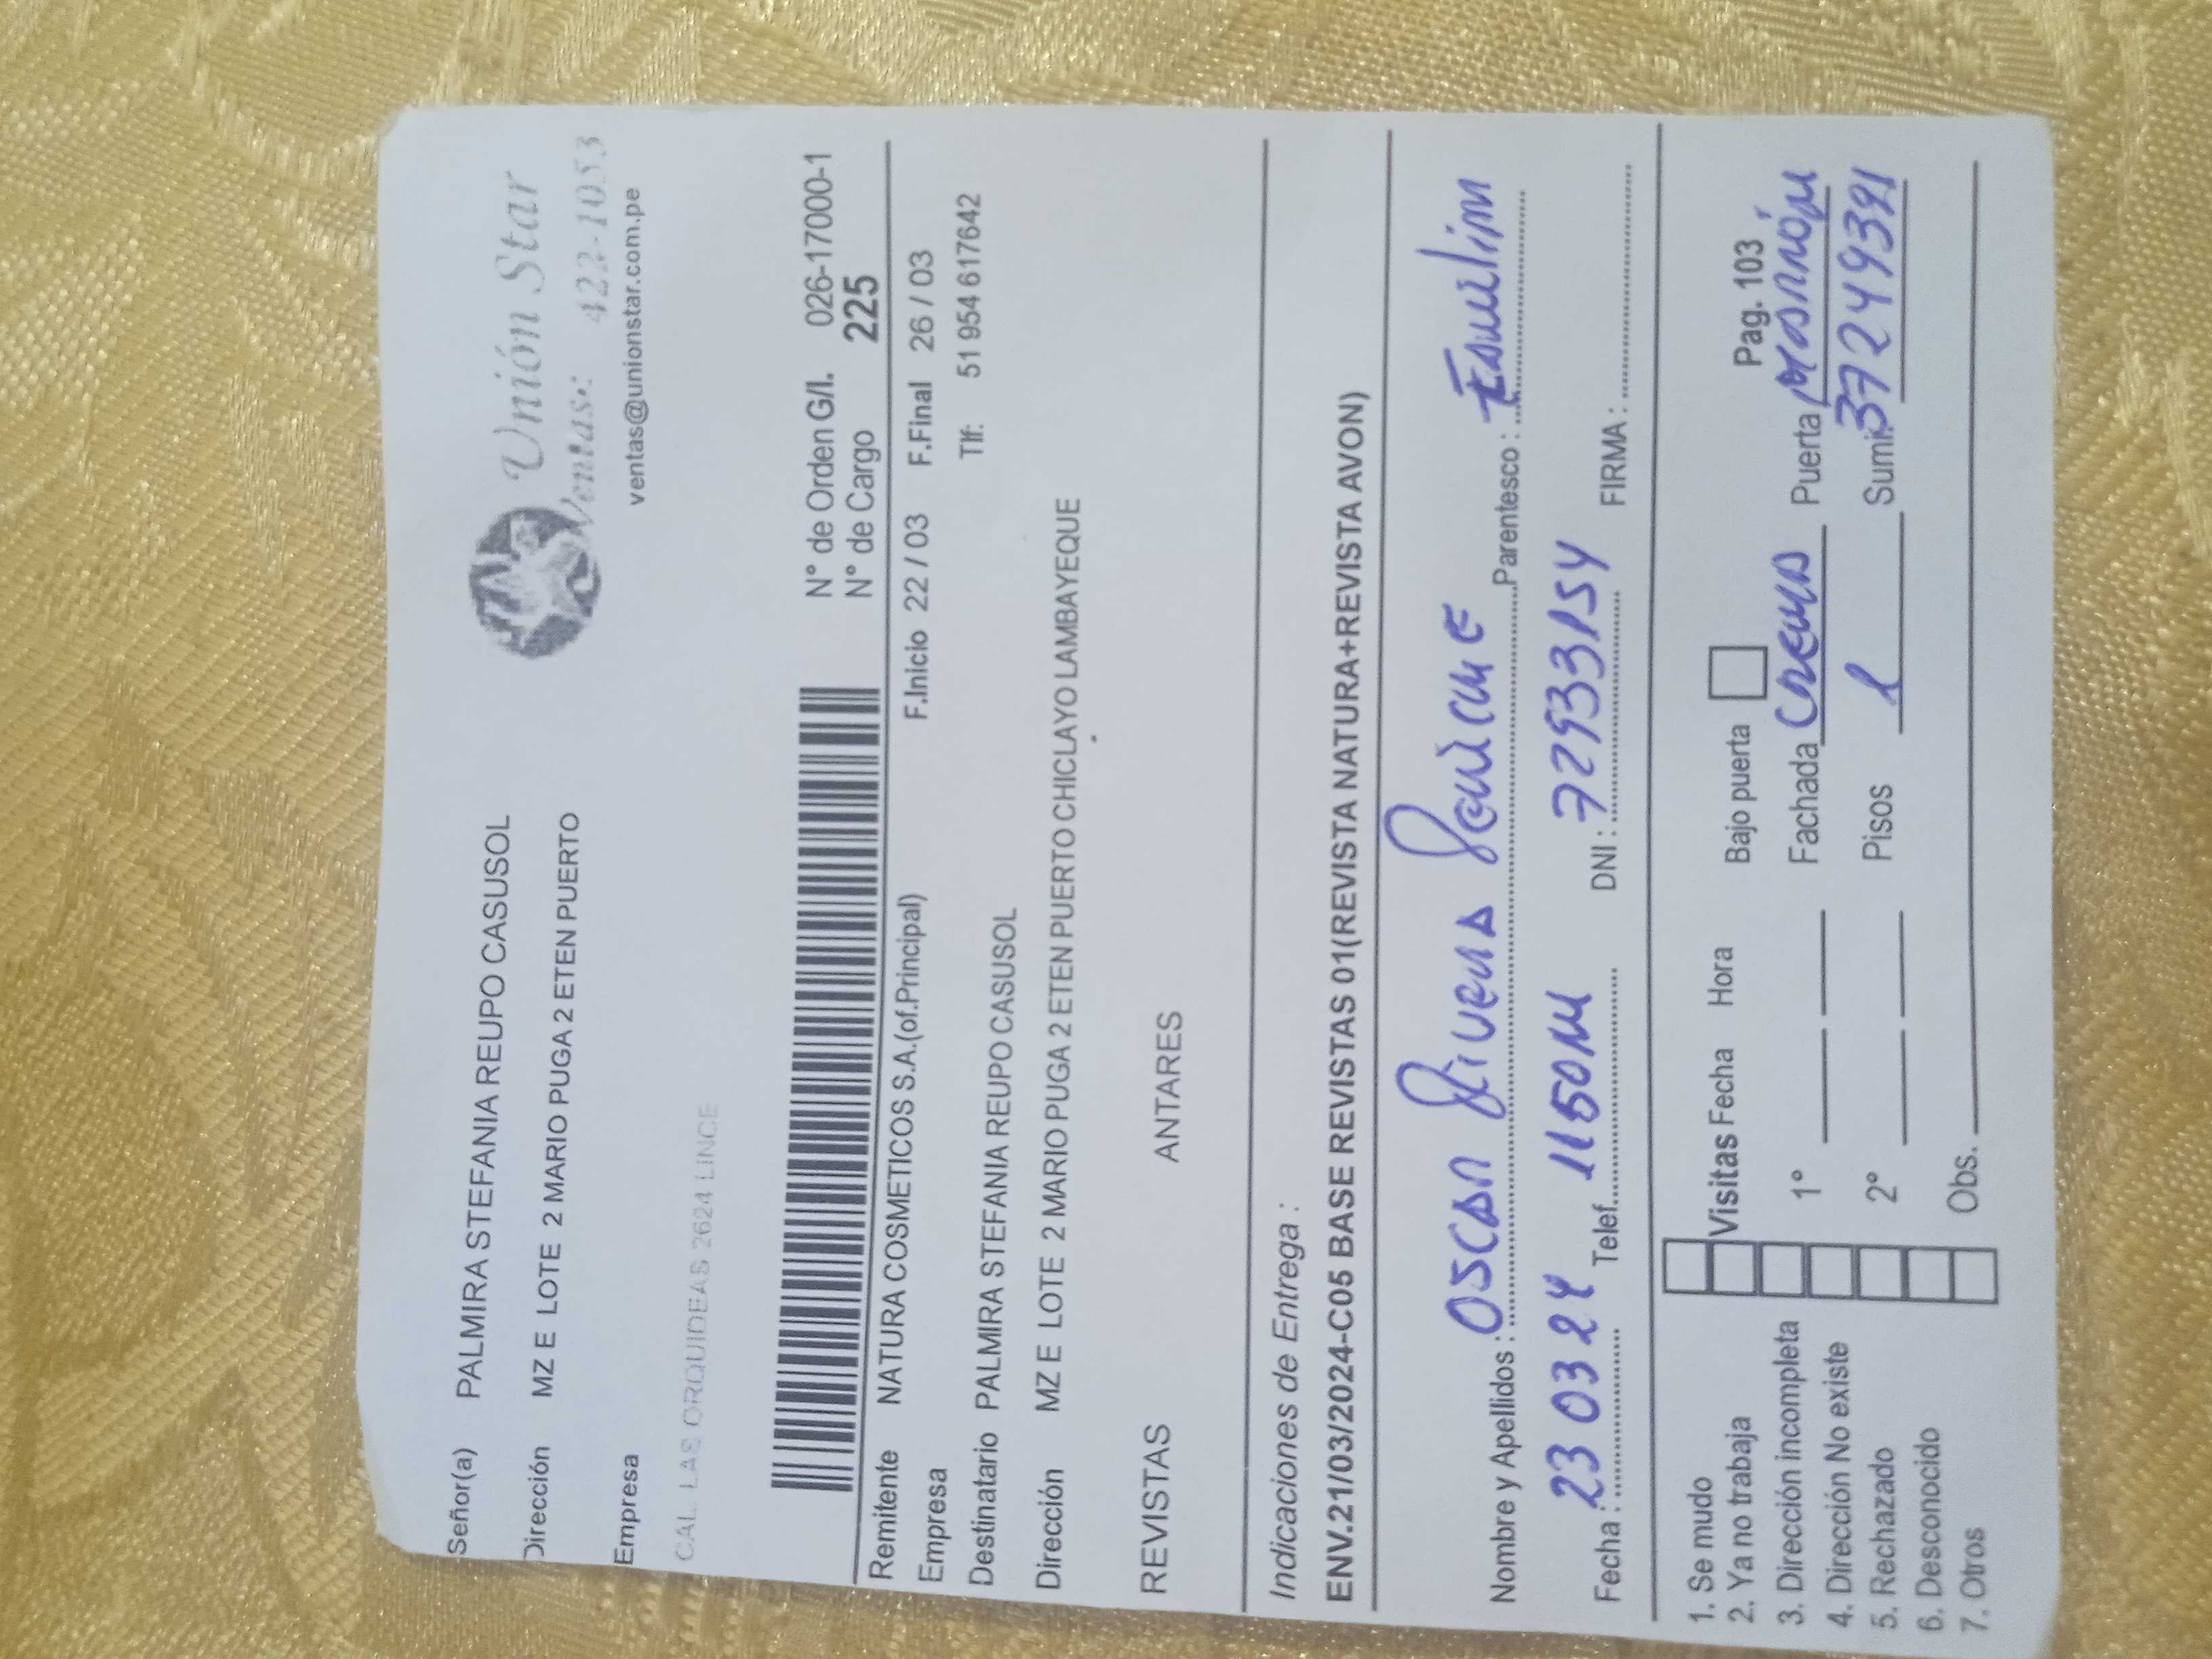 Unión Star
Ventas: 422-1053
ventas@unionstar.com.pe
Señor(a) PALMIRA STEFANIA REUPO CASUSOL
Dirección MZ E LOTE 2 MARIO PUGA 2 ETEN PUERTO
Empresa
CAL. LAS ORQUIDEAS 2624 LINCE
N° de Orden G/I. 026-17000-1
N° de Cargo 225
Remitente NATURA COSMETICOS S.A.(of.Principal)
Empresa F.Inicio 22 / 03 F.Final 26 / 03
Destinatario PALMIRA STEFANIA REUPO CASUSOL Tlf: 51 954 617642
Dirección MZ E LOTE 2 MARIO PUGA 2 ETEN PUERTO CHICLAYO LAMBAYEQUE
REVISTAS ANTARES
Indicaciones de Entrega :
ENV.21/03/2024-C05 BASE REVISTAS 01(REVISTA NATURA+REVISTA AVON)
Nombre y Apellidos : OSCAR Rivera Parentesco :
Fecha : 23 03 24 Telef. 1150M DNI : 72933154 FIRMA :
1. Se mudo
2. Ya no trabaja
3. Dirección incompleta
4. Dirección No existe
5. Rechazado
6. Desconocido
7. Otros
Visitas Fecha Hora Bajo puerta Pag. 103
1° Fachada Crema Puerta marrón
2° Pisos 1 Sumi. 37249391
Obs.